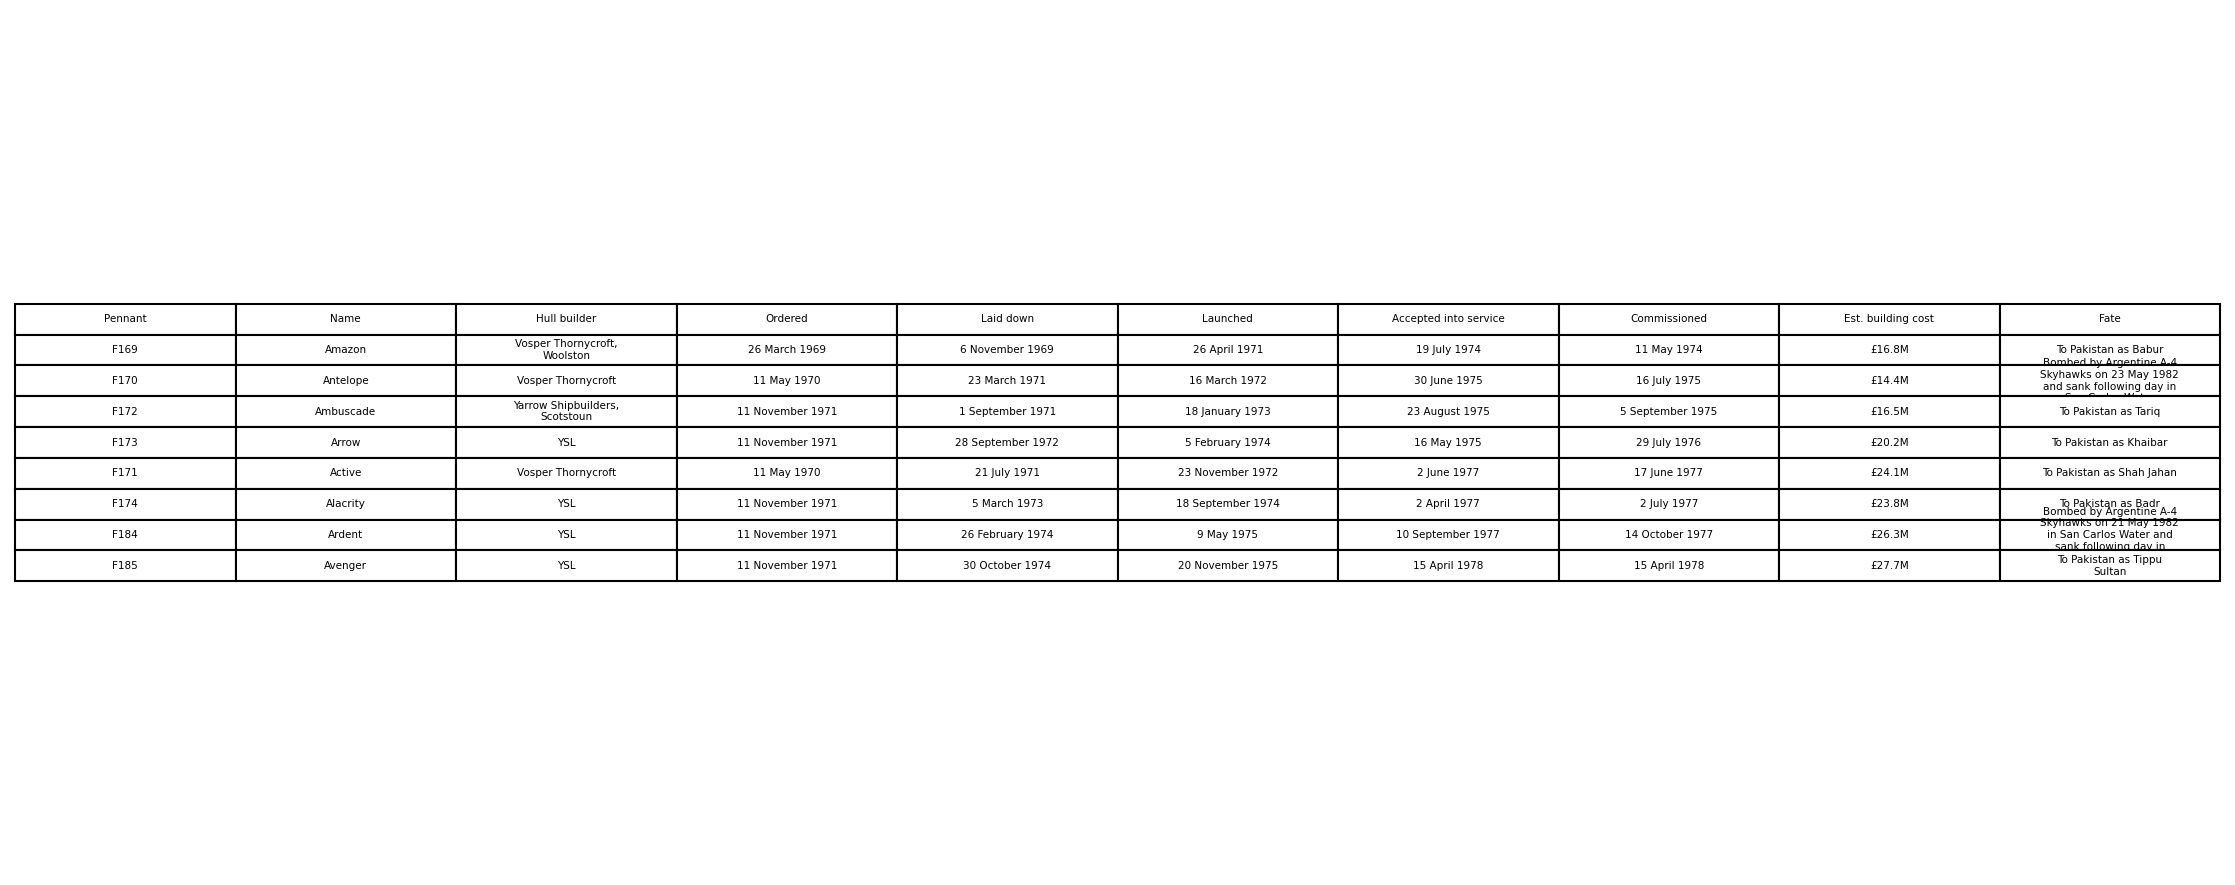 Pennant Name Hull builder Ordered Laid down Launched Accepted into service Commissioned Est. building cost Fate
F169 Amazon Vosper Thornycroft, Woolston 26 March 1969 6 November 1969 26 April 1971 19 July 1974 11 May 1974 £16.8M To Pakistan as Babur
F170 Antelope Vosper Thornycroft 11 May 1970 23 March 1971 16 March 1972 30 June 1975 16 July 1975 £14.4M Bombed by Argentine A-4 Skyhawks on 23 May 1982 and sank following day in
F172 Ambuscade Yarrow Shipbuilders, Scotstoun 11 November 1971 1 September 1971 18 January 1973 23 August 1975 5 September 1975 £16.5M To Pakistan as Tariq
F173 Arrow YSL 11 November 1971 28 September 1972 5 February 1974 16 May 1975 29 July 1976 £20.2M To Pakistan as Khaibar
F171 Active Vosper Thornycroft 11 May 1970 21 July 1971 23 November 1972 2 June 1977 17 June 1977 £24.1M To Pakistan as Shah Jahan
F174 Alacrity YSL 11 November 1971 5 March 1973 18 September 1974 2 April 1977 2 July 1977 £23.8M To Pakistan as Badr
F184 Ardent YSL 11 November 1971 26 February 1974 9 May 1975 10 September 1977 14 October 1977 £26.3M Bombed by Argentine A-4 Skyhawks on 21 May 1982 in San Carlos Water and sank following day in
F185 Avenger YSL 11 November 1971 30 October 1974 20 November 1975 15 April 1978 15 April 1978 £27.7M To Pakistan as Tippu Sultan